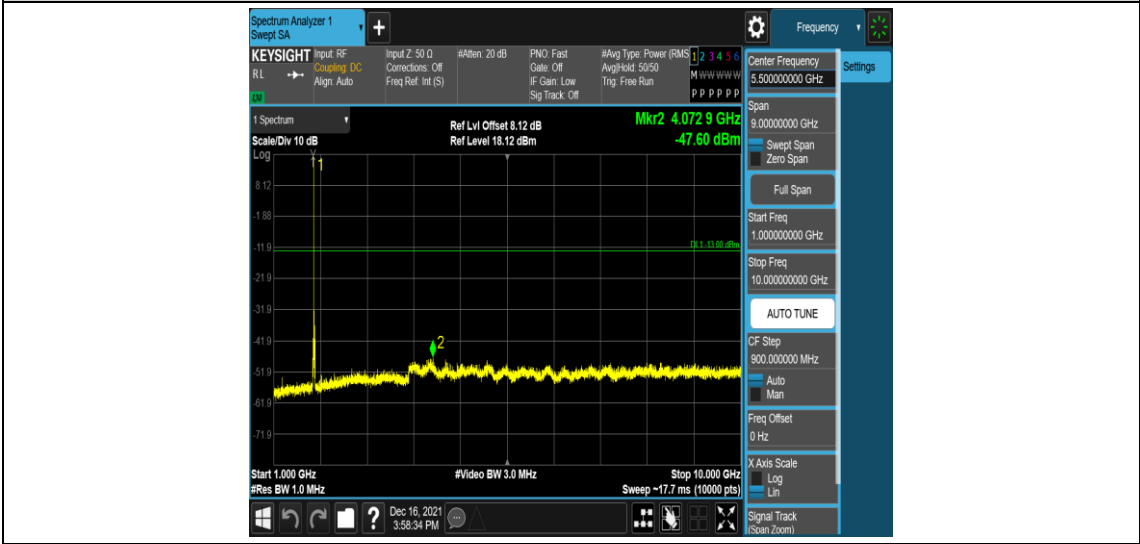 Spectrum Analyzer 1
Swept SA
+
Frequency
KEYSIGHT
RL
Input: RF
Coupling: DC
Align: Auto
Input Z: 50 Ω
Corrections: Off
Freq Ref: Int (S)
#Atten: 20 dB
PNO: Fast
Gate: Off
IF Gain: Low
Sig Track: Off
#Avg Type: Power (RMS
Avg|Hold: 50/50
Trig: Free Run
1 2 3 4 5 6
M W W W W W
P P P P P P
1 Spectrum
Scale/Div 10 dB
Log
Ref Lvl Offset 8.12 dB
Ref Level 18.12 dBm
Mkr2 4.072 9 GHz
-47.60 dBm
1
8.12
-1.88
-11.9
DL1 -13.00 dBm
-21.9
-31.9
-41.9
2
-51.9
-61.9
-71.9
Start 1.000 GHz
#Res BW 1.0 MHz
#Video BW 3.0 MHz
Stop 10.000 GHz
Sweep ~17.7 ms (10000 pts)
?
Dec 16, 2021
3:58:34 PM
Center Frequency
5.500000000 GHz
Settings
Span
9.00000000 GHz
Swept Span
Zero Span
Full Span
Start Freq
1.000000000 GHz
Stop Freq
10.000000000 GHz
AUTO TUNE
CF Step
900.000000 MHz
Auto
Man
Freq Offset
0 Hz
X Axis Scale
Log
Lin
Signal Track
(Span Zoom)